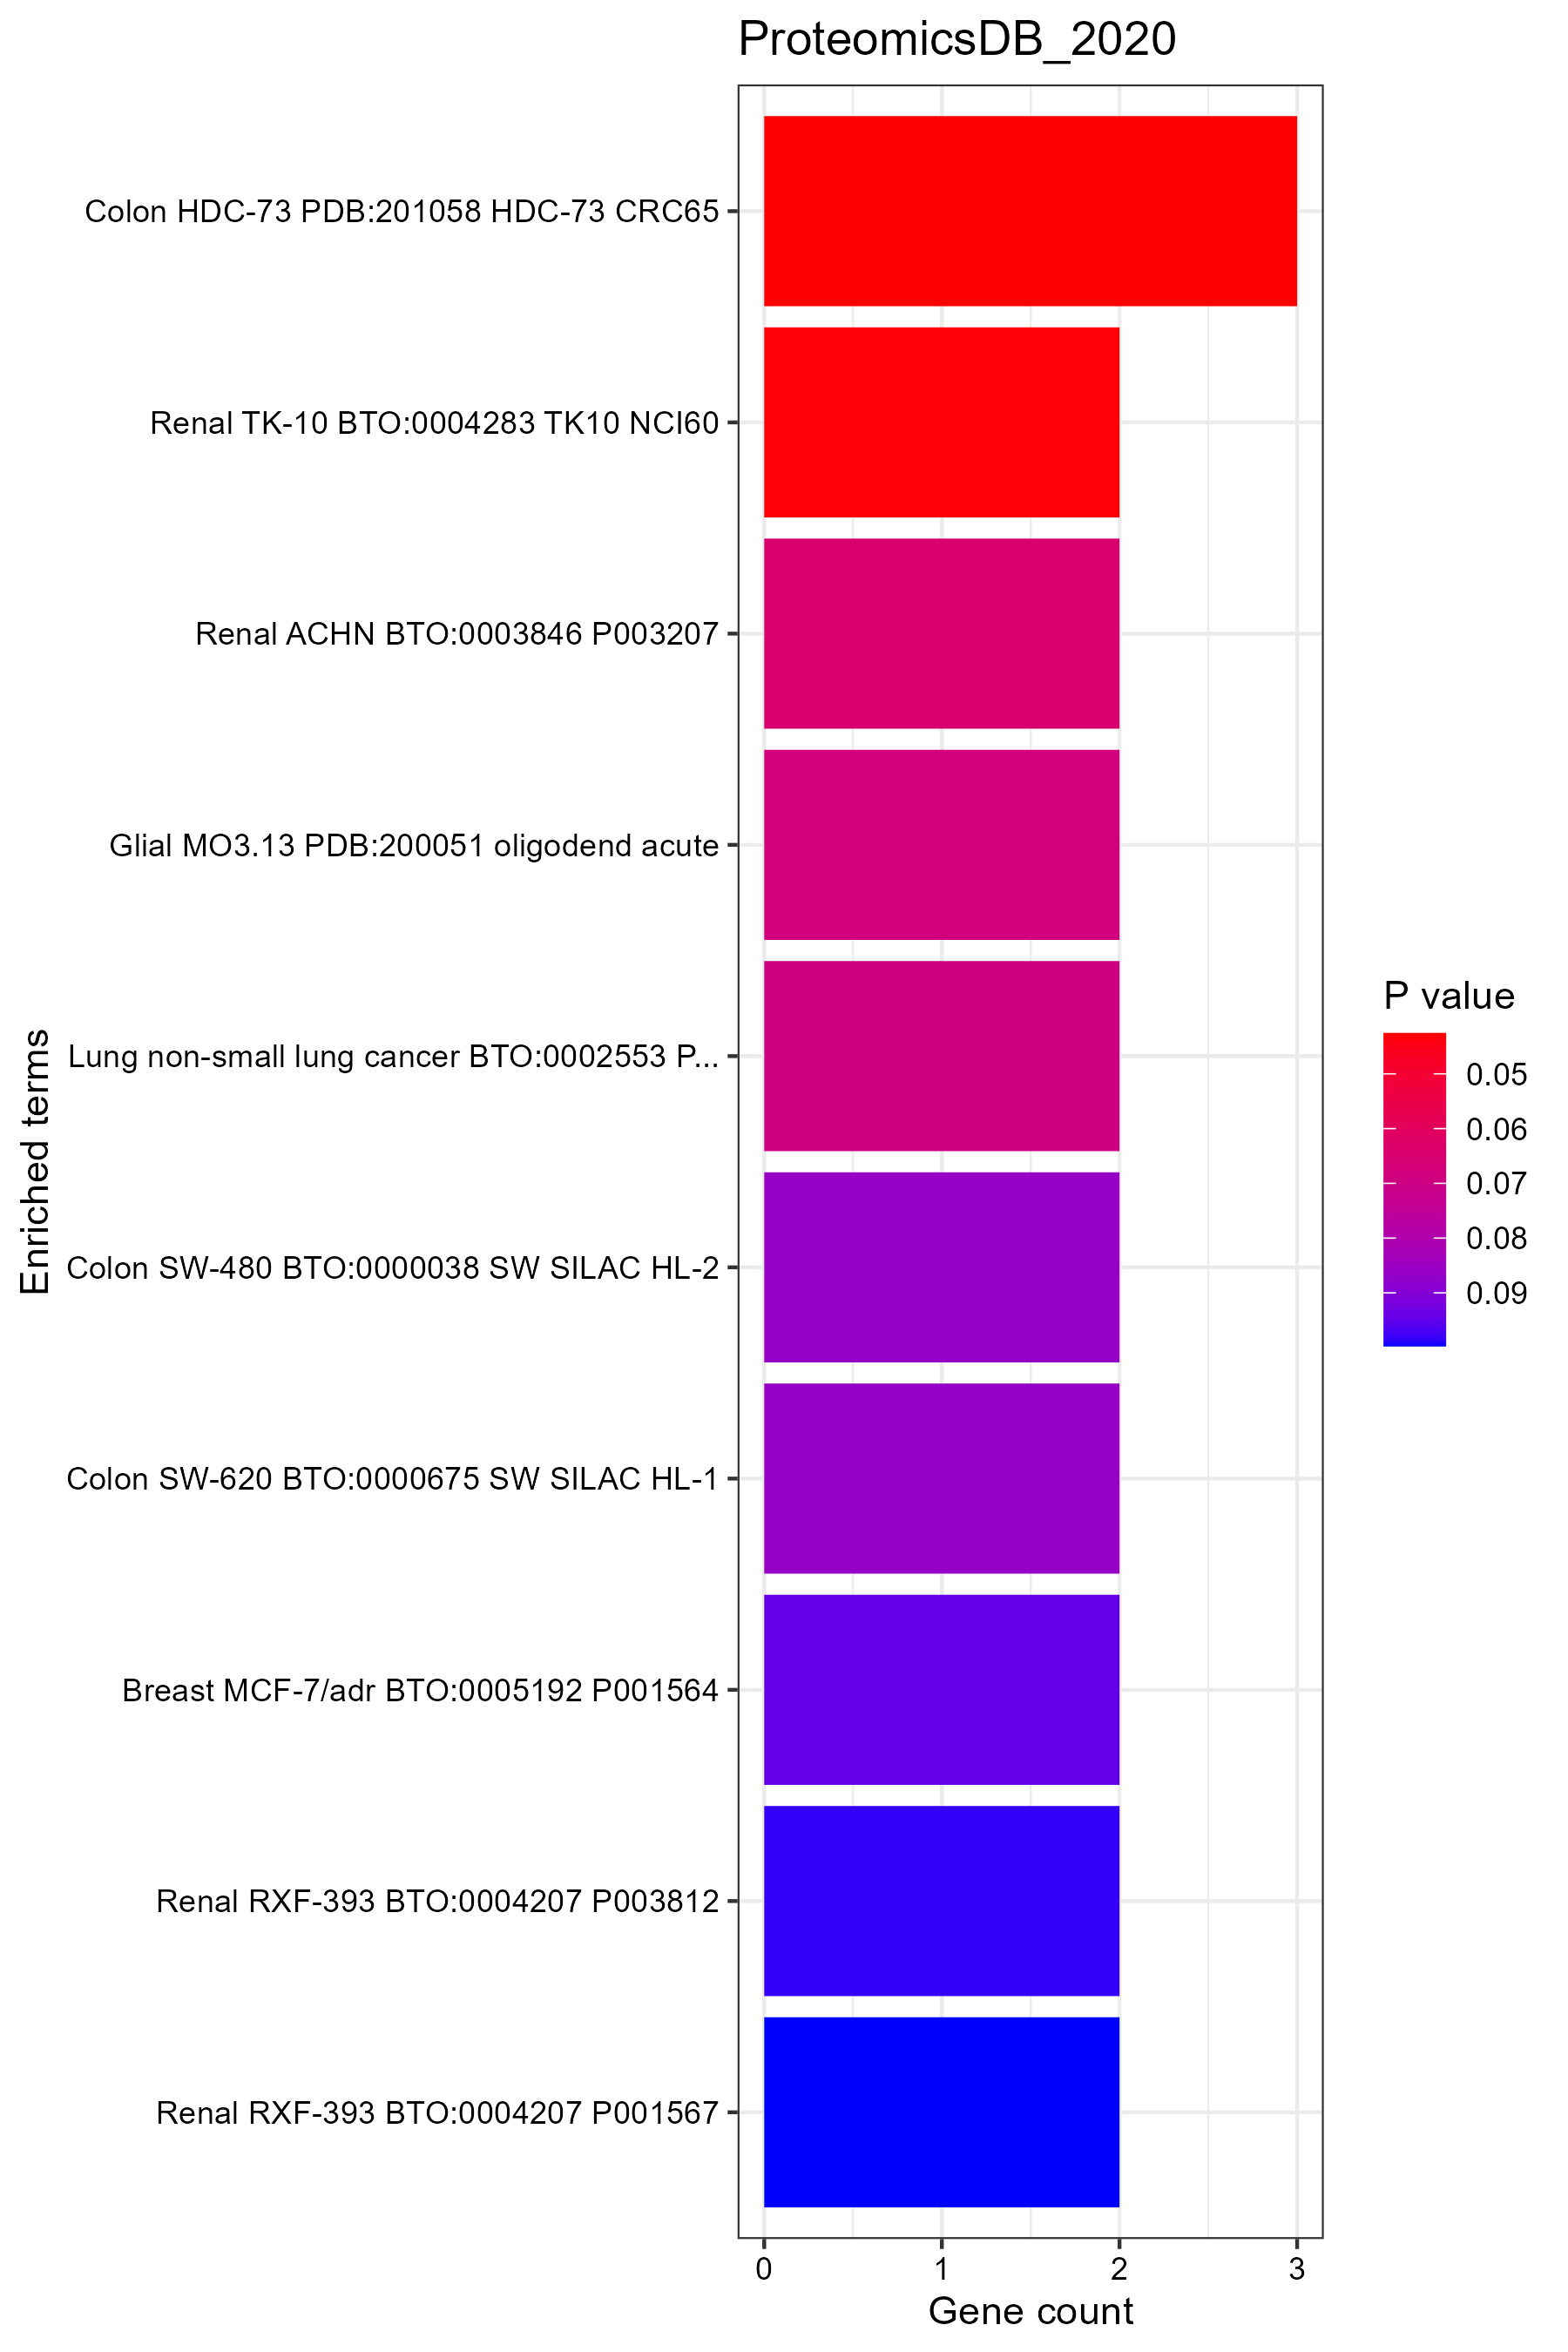 ProteomicsDB_2020
Colon HDC-73 PDB:201058 HDC-73 CRC65
Renal TK-10 BTO:0004283 TK10 NCI60
Renal ACHN BTO:0003846 P003207
Glial MO3.13 PDB:200051 oligodend acute
Lung non-small lung cancer BTO:0002553 P...
Colon SW-480 BTO:0000038 SW SILAC HL-2
Colon SW-620 BTO:0000675 SW SILAC HL-1
Breast MCF-7/adr BTO:0005192 P001564
Renal RXF-393 BTO:0004207 P003812
Renal RXF-393 BTO:0004207 P001567
Enriched terms
0 1 2 3
Gene count
P value
0.05
0.06
0.07
0.08
0.09